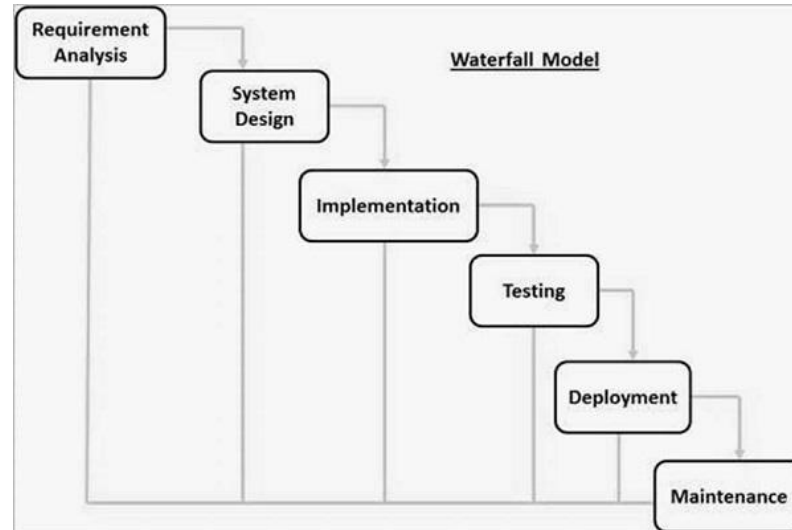 Requirement
Analysis
Waterfall Model
System
Design
Implementation
Testing
Deployment
Maintenance